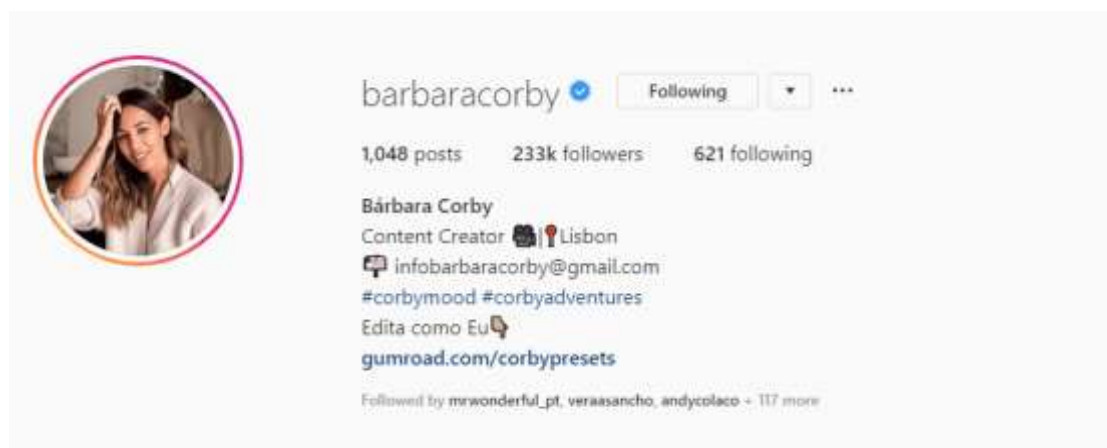 barbaracorby Following
1,048 posts 233k followers 621 following
Bárbara Corby
Content Creator 🎥|📍Lisbon
📭 infobarbaracorby@gmail.com
#corbymood #corbyadventures
Edita como Eu👇
gumroad.com/corbypresets
Followed by mrwonderful_pt, veraasancho, andycolaco + 117 more